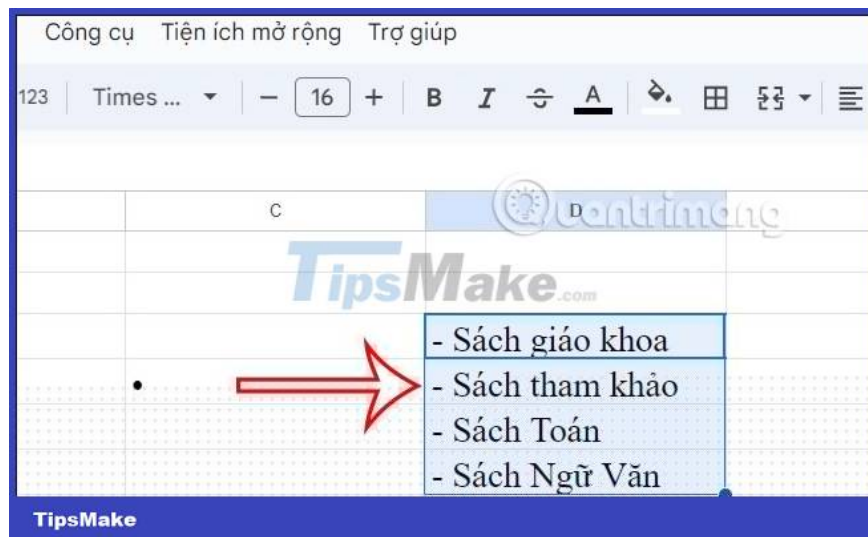 Công cụ Tiện ích mở rộng Trợ giúp
123 Times ... − 16 + B I S A
C D
Quantrimang
TipsMake.com
- Sách giáo khoa
• - Sách tham khảo
- Sách Toán
- Sách Ngữ Văn
TipsMake